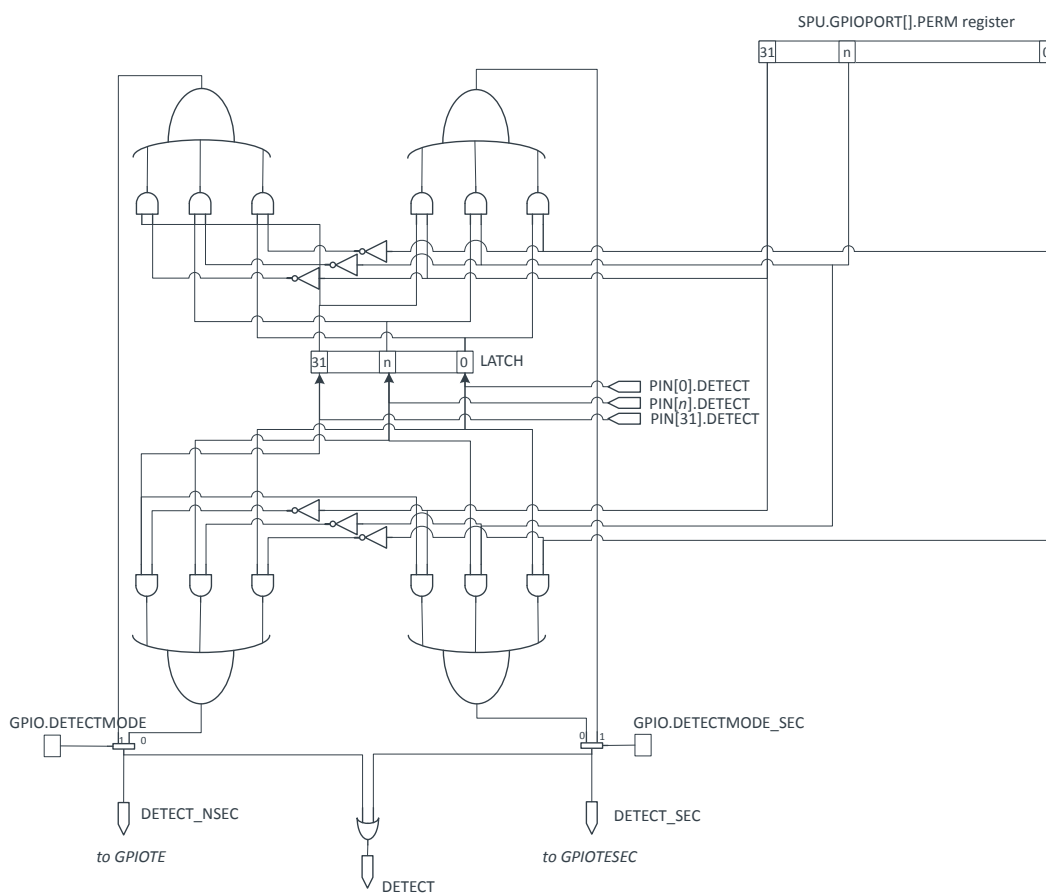 SPU.GPIOPORT[].PERM register
31
n
0
31
n
0
LATCH
PIN[0].DETECT
PIN[n].DETECT
PIN[31].DETECT
GPIO.DETECTMODE
1
0
0
1
GPIO.DETECTMODE_SEC
DETECT_NSEC
DETECT_SEC
to GPIOTE
to GPIOTESEC
DETECT